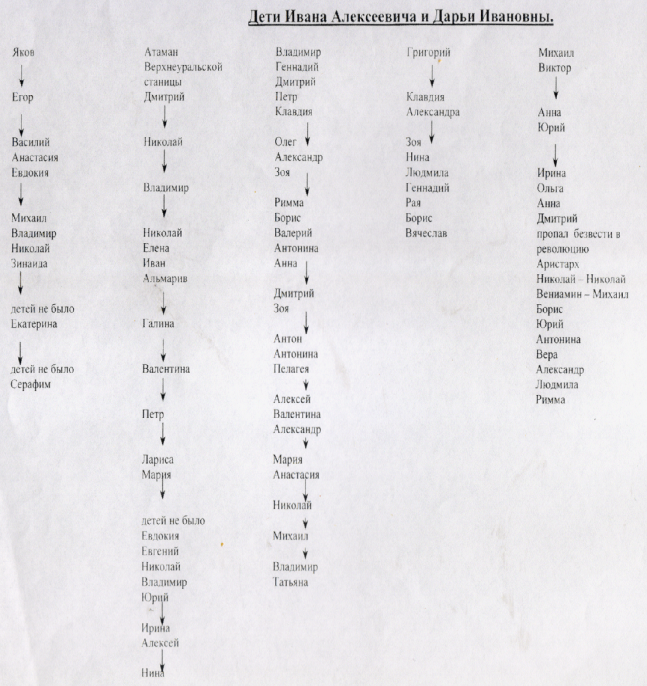 Дети Ивана Алексеевича и Дарьи Ивановны.
Яков
Егор
Василий
Анастасия
Евдокия
Михаил
Владимир
Николай
Зинаида
детей не было
Екатерина
детей не было
Серафим
Атаман
Верхнеуральской
станицы
Дмитрий
Николай
Владимир
Николай
Елена
Иван
Альмарив
Галина
Валентина
Петр
Лариса
Мария
детей не было
Евдокия
Евгений
Николай
Владимир
Юрий
Ирина
Алексей
Нина
Владимир
Геннадий
Дмитрий
Петр
Клавдия
Олег
Александр
Зоя
Римма
Борис
Валерий
Антонина
Анна
Дмитрий
Зоя
Антон
Антонина
Пелагея
Алексей
Валентина
Александр
Мария
Анастасия
Николай
Михаил
Владимир
Татьяна
Григорий
Клавдия
Александра
Зоя
Нина
Людмила
Геннадий
Рая
Борис
Вячеслав
Михаил
Виктор
Анна
Юрий
Ирина
Ольга
Анна
Дмитрий
пропал безвести в
революцию
Аристарх
Николай – Николай
Вениамин – Михаил
Борис
Юрий
Антонина
Вера
Александр
Людмила
Римма